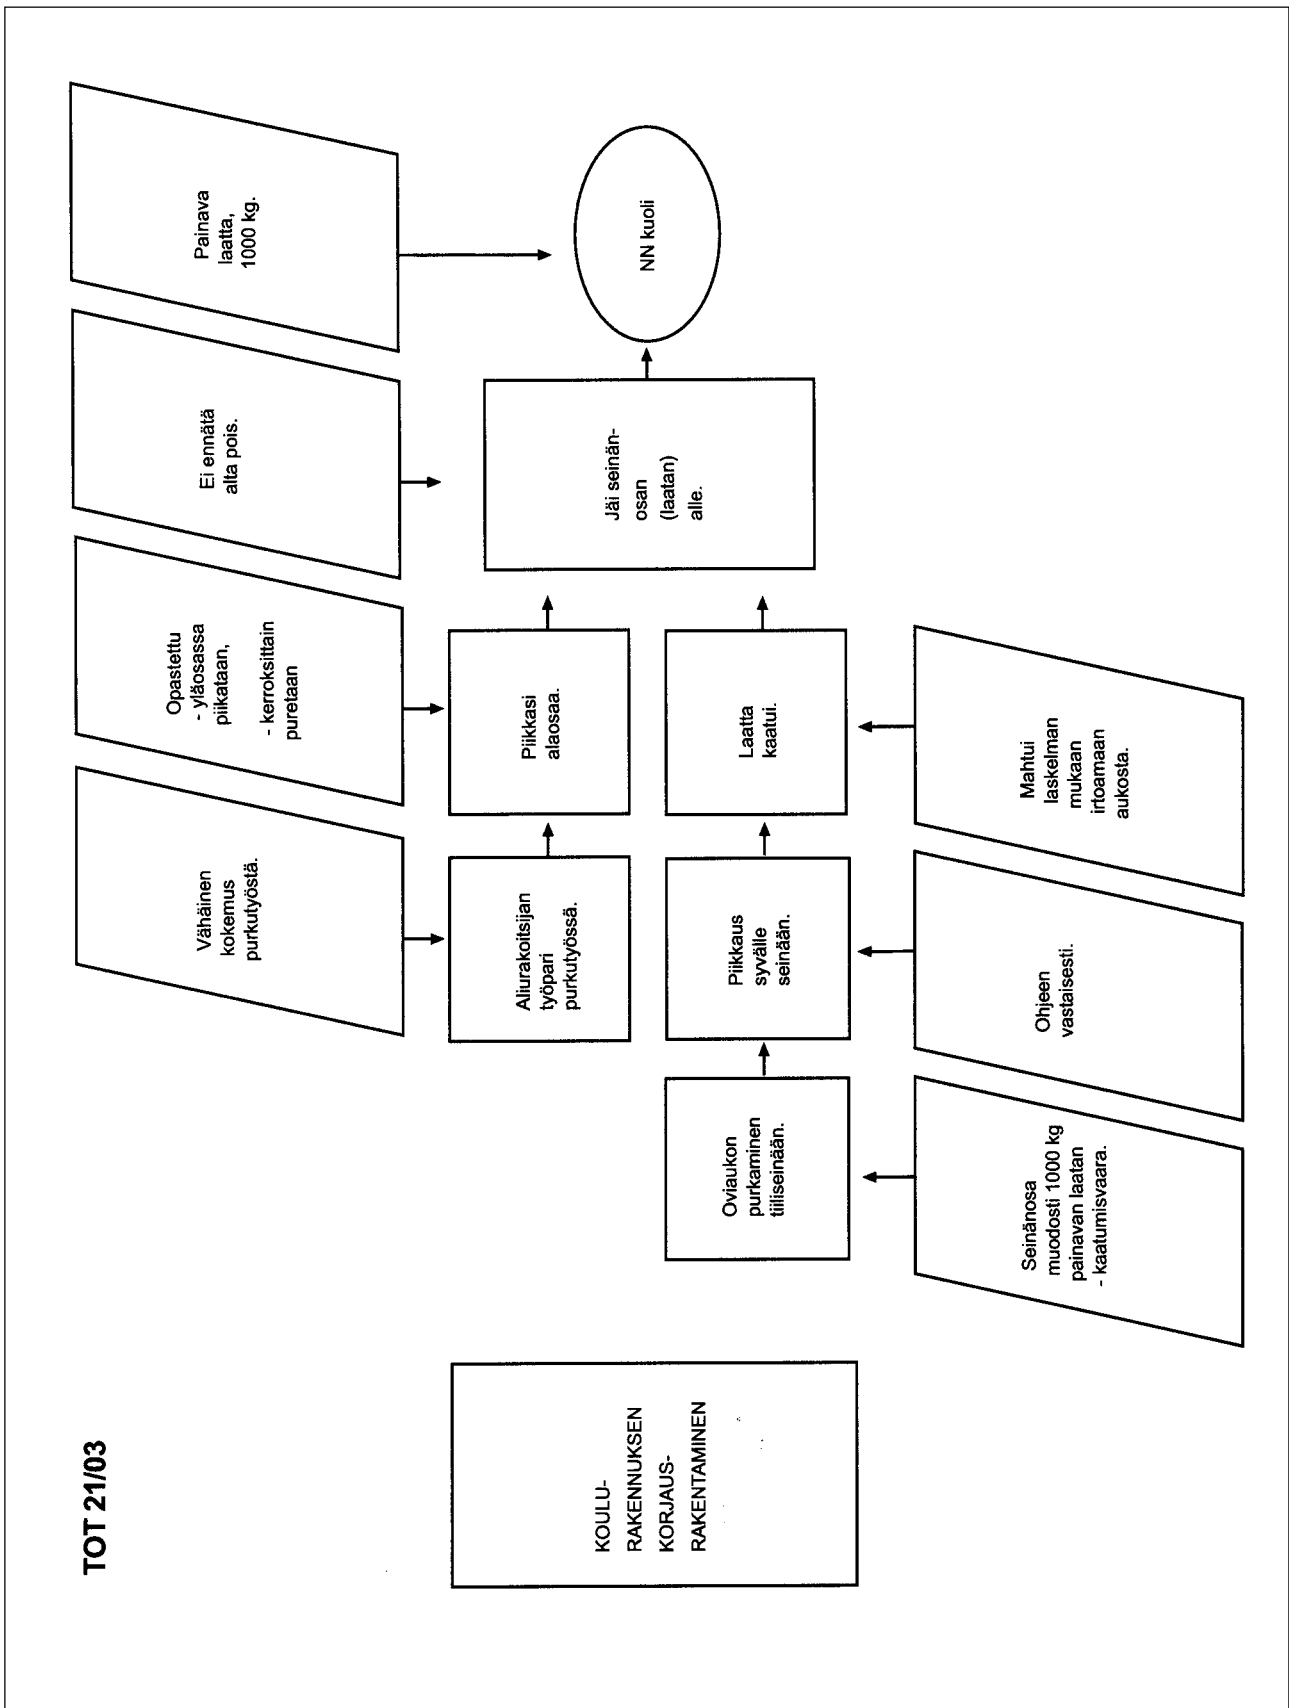 TOT 21/03
KOULU-
RAKENNUKSEN
KORJAUS-
RAKENTAMINEN
Vähäinen
kokemus
purkutyöstä.
Opastettu
- yläosassa
piikataan,
- kerroksittain
puretaan
Ei ennätä
alta pois.
Painava
laatta,
1000 kg.
Aliurakoitsijan
työpari
purkutyössä.
Piikkasi
alaosaa.
Jäi seinän-
osan
(laatan)
alle.
NN kuoli
Oviaukon
purkaminen
tiiliseinään.
Piikkaus
syvälle
seinään.
Laatta
kaatui.
Seinänosa
muodosti 1000 kg
painavan laatan
- kaatumisvaara.
Ohjeen
vastaisesti.
Mahtui
laskelman
mukaan
irtoamaan
aukosta.